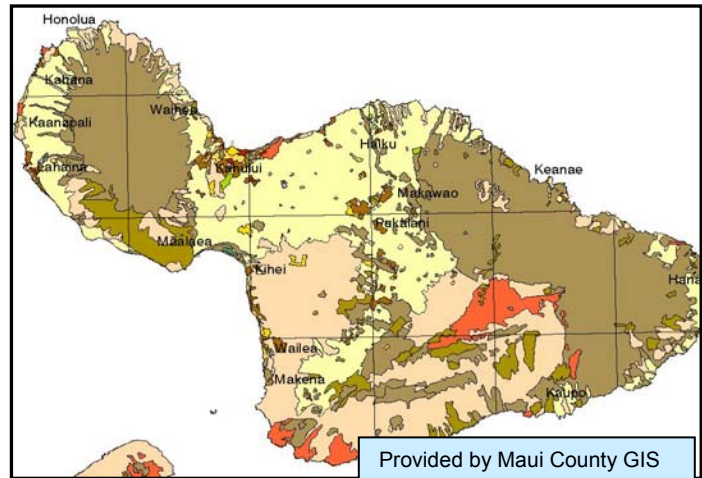 Honolua
Kahana
Waihee
Kaanapali
Lahaina
Kahului
Haiku
Keanae
Makawao
Pukalani
Maalaea
Kihei
Hana
Wailea
Makena
Kaupo
Provided by Maui County GIS